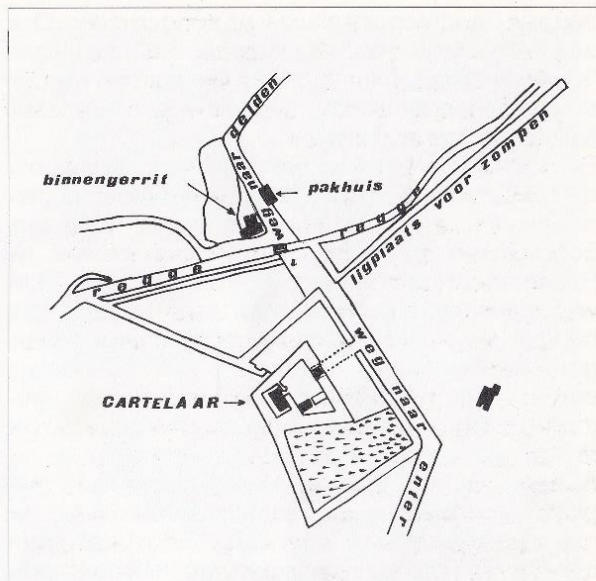 weg naar delden
binnengerrit
pakhuis
regge
regge
ligplaats voor zompen
weg naar enter
CARTELAAR